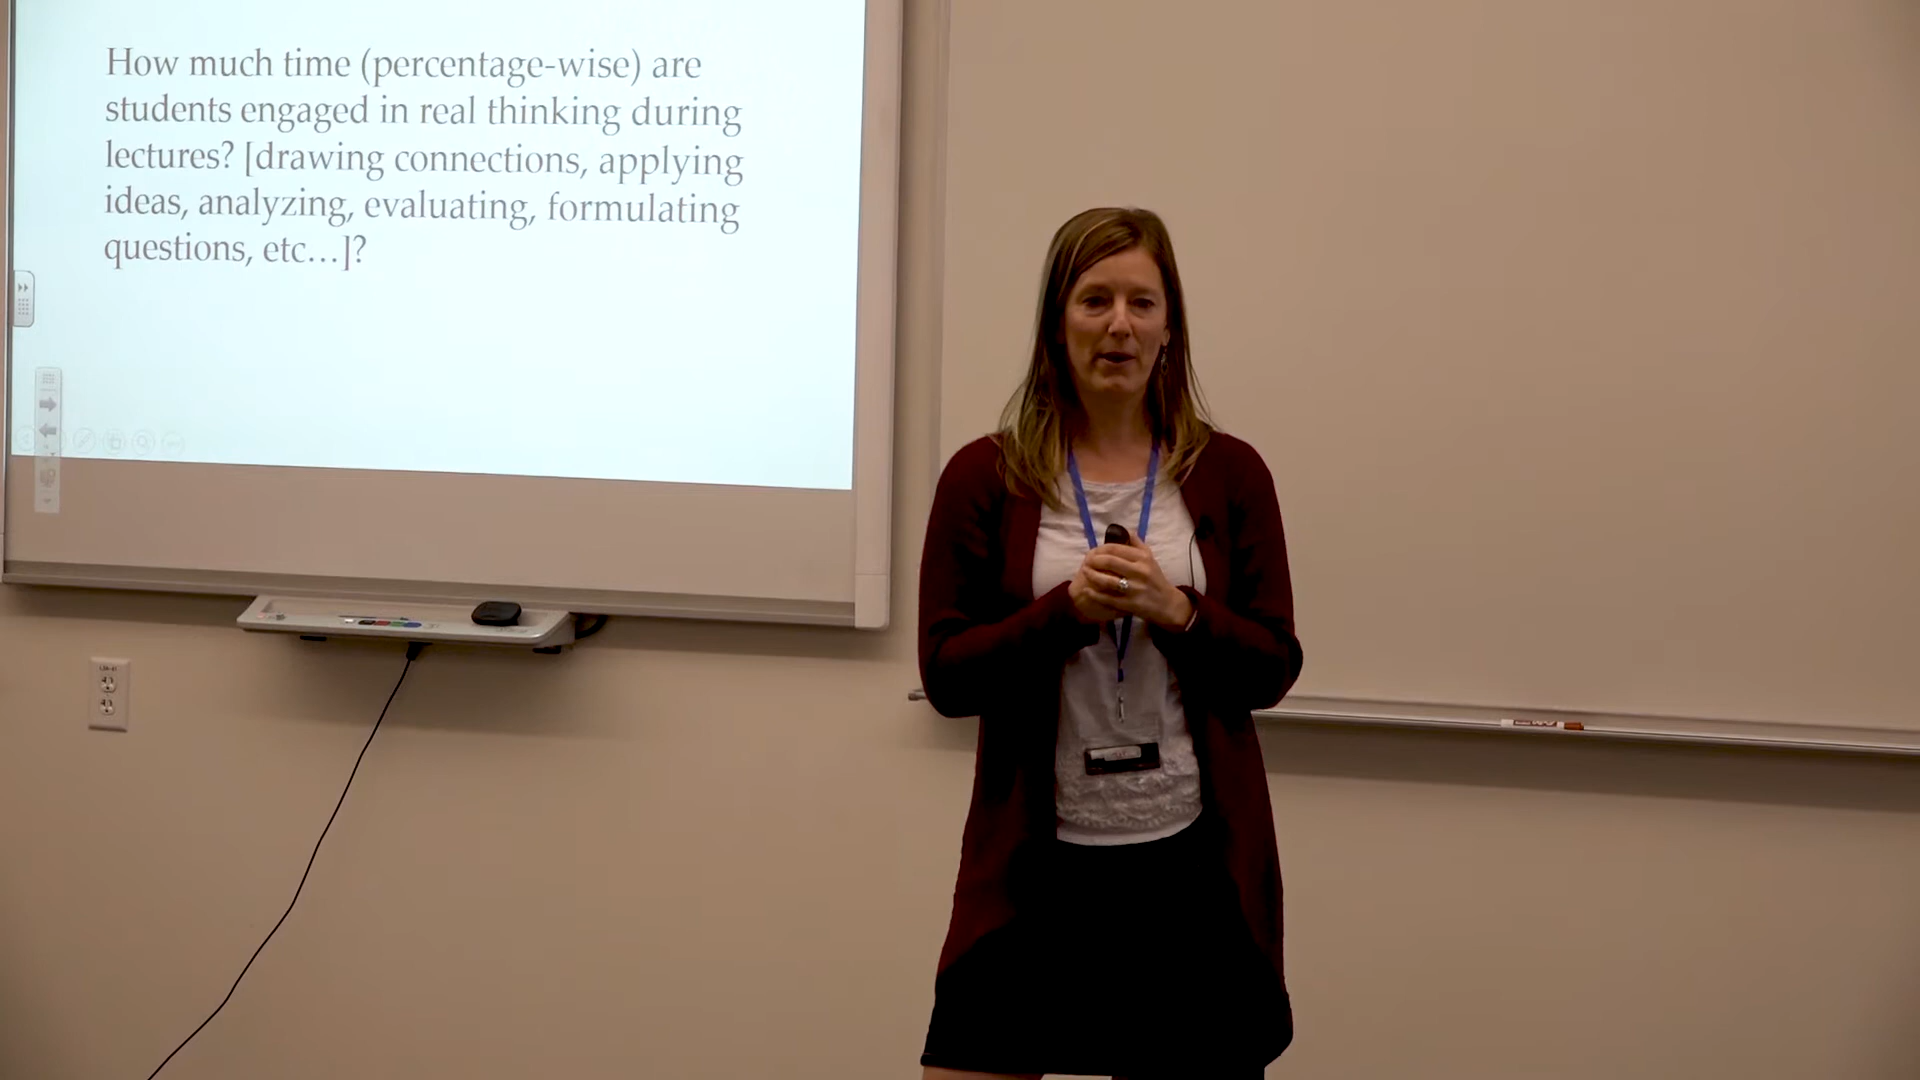 How much time (percentage-wise) are
students engaged in real thinking during
lectures? [drawing connections, applying
ideas, analyzing, evaluating, formulating
questions, etc…]?